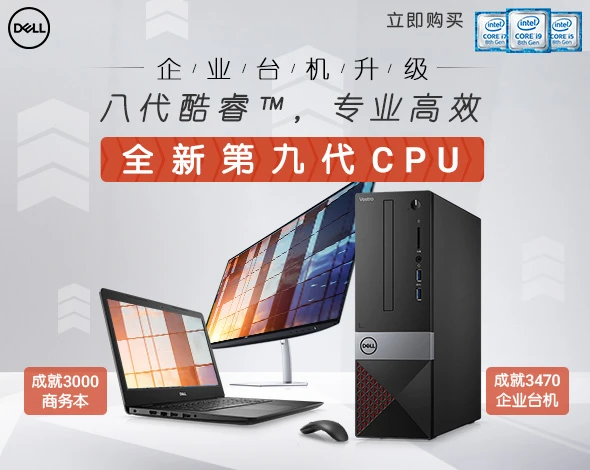 DELL
立即购买
intel CORE i7 8th Gen
intel CORE i9 8th Gen
intel CORE i5 8th Gen
企/业/台/机/升/级
八代酷睿™，专业高效
全新第九代CPU
Vostro
DELL
DELL
成就3000
商务本
成就3470
企业台机